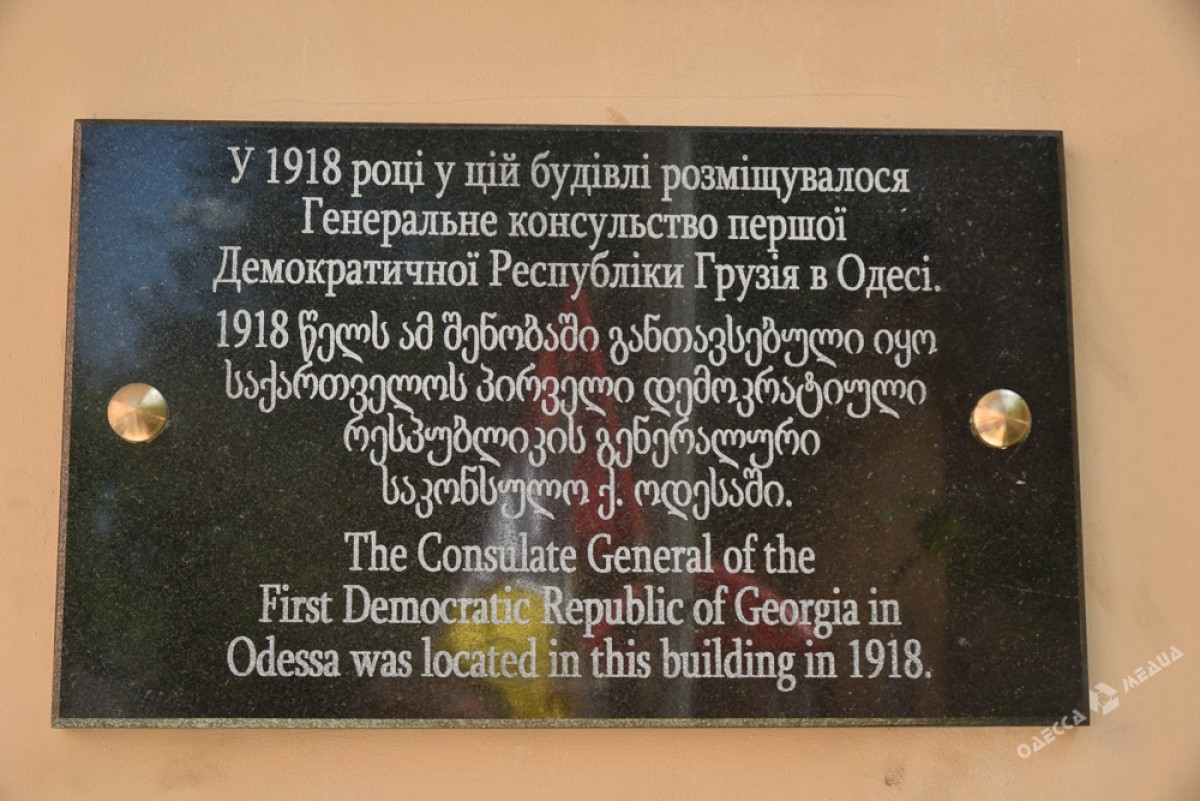 У 1918 році у цій будівлі розміщувалося
Генеральне консульство першої
Демократичної Республіки Грузія в Одесі.
1918 წელს ამ შენობაში განთავსებული იყო
საქართველოს პირველი დემოკრატიული
რესპუბლიკის გენერალური
საკონსულო ქ. ოდესაში.
The Consulate General of the
First Democratic Republic of Georgia in
Odessa was located in this building in 1918.
ОДЕССА МЕДИА